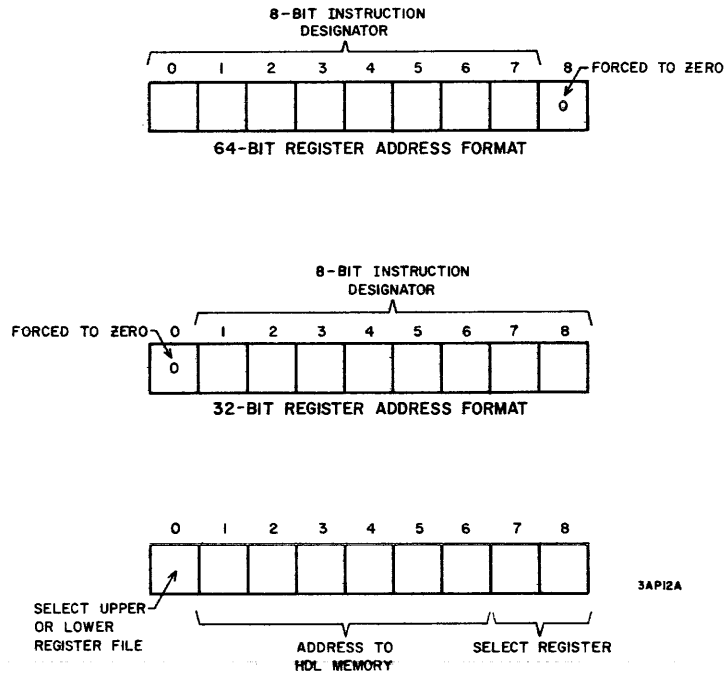 8-BIT INSTRUCTION
DESIGNATOR
0 1 2 3 4 5 6 7 8
FORCED TO ZERO
0
64-BIT REGISTER ADDRESS FORMAT
8-BIT INSTRUCTION
DESIGNATOR
FORCED TO ZERO
0 1 2 3 4 5 6 7 8
0
32-BIT REGISTER ADDRESS FORMAT
0 1 2 3 4 5 6 7 8
3AP12A
SELECT UPPER
OR LOWER
REGISTER FILE
ADDRESS TO
HDL MEMORY
SELECT REGISTER